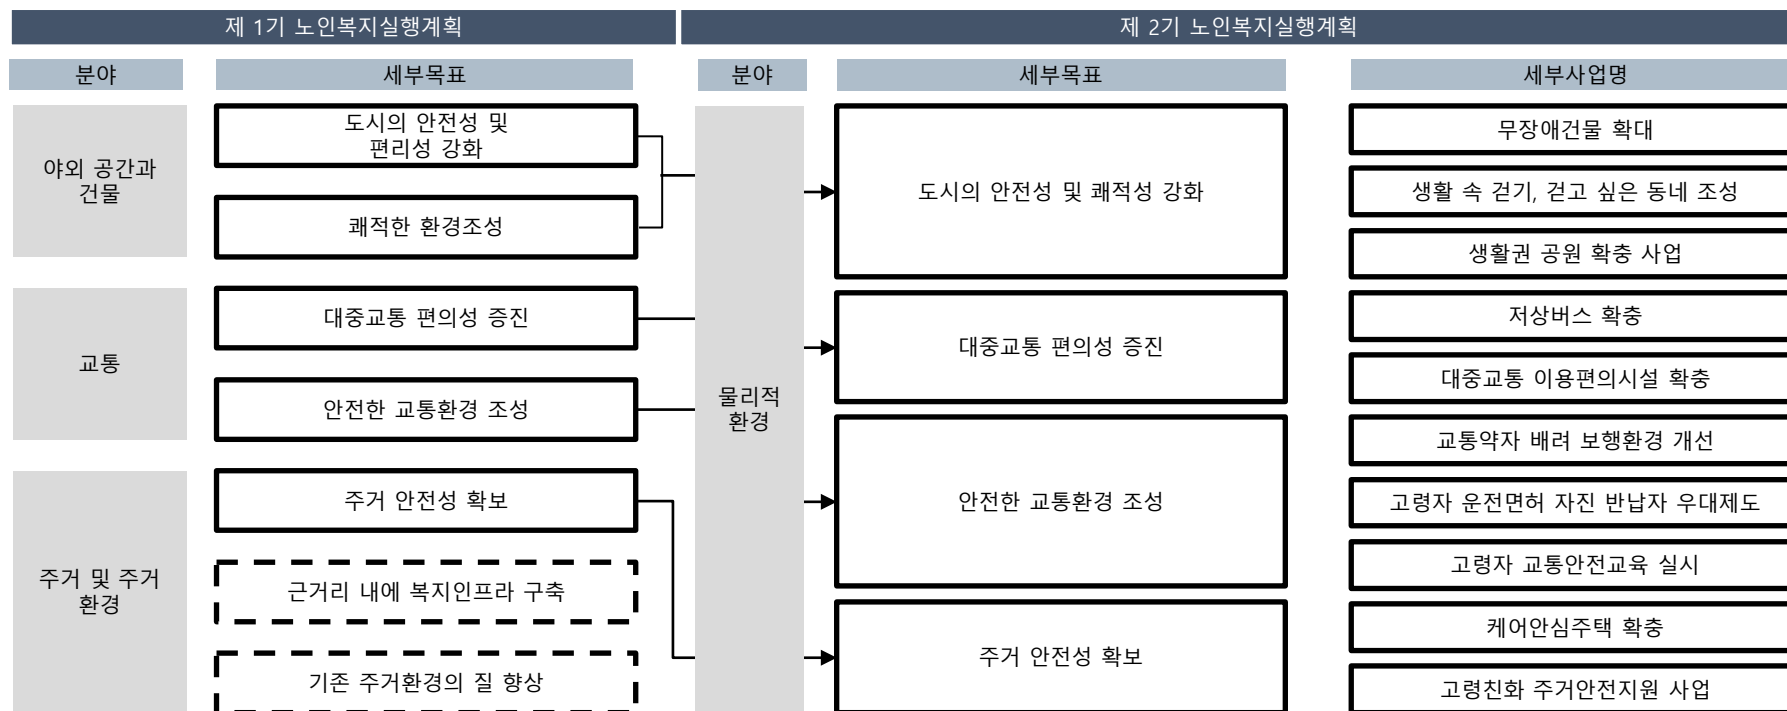 제 1기 노인복지실행계획
제 2기 노인복지실행계획
분야
세부목표
분야
세부목표
세부사업명
야외 공간과
건물
도시의 안전성 및
편리성 강화
쾌적한 환경조성
교통
대중교통 편의성 증진
안전한 교통환경 조성
주거 및 주거
환경
주거 안전성 확보
근거리 내에 복지인프라 구축
기존 주거환경의 질 향상
물리적
환경
도시의 안전성 및 쾌적성 강화
대중교통 편의성 증진
안전한 교통환경 조성
주거 안전성 확보
무장애건물 확대
생활 속 걷기, 걷고 싶은 동네 조성
생활권 공원 확충 사업
저상버스 확충
대중교통 이용편의시설 확충
교통약자 배려 보행환경 개선
고령자 운전면허 자진 반납자 우대제도
고령자 교통안전교육 실시
케어안심주택 확충
고령친화 주거안전지원 사업